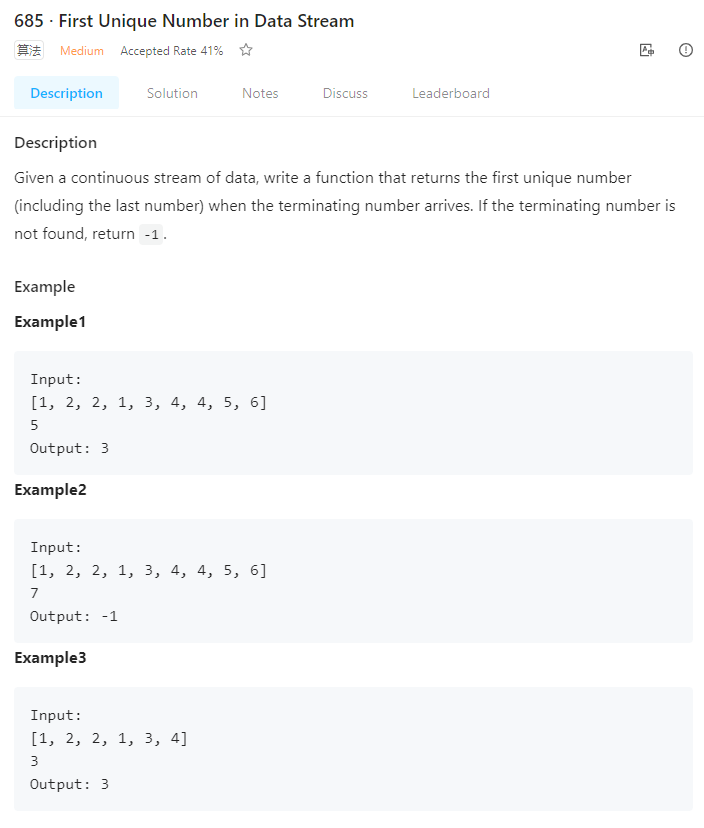 685 · First Unique Number in Data Stream
算法 Medium Accepted Rate 41%
Description Solution Notes Discuss Leaderboard
Description
Given a continuous stream of data, write a function that returns the first unique number
(including the last number) when the terminating number arrives. If the terminating number is
not found, return -1.
Example
Example1
Input:
[1, 2, 2, 1, 3, 4, 4, 5, 6]
5
Output: 3
Example2
Input:
[1, 2, 2, 1, 3, 4, 4, 5, 6]
7
Output: -1
Example3
Input:
[1, 2, 2, 1, 3, 4]
3
Output: 3